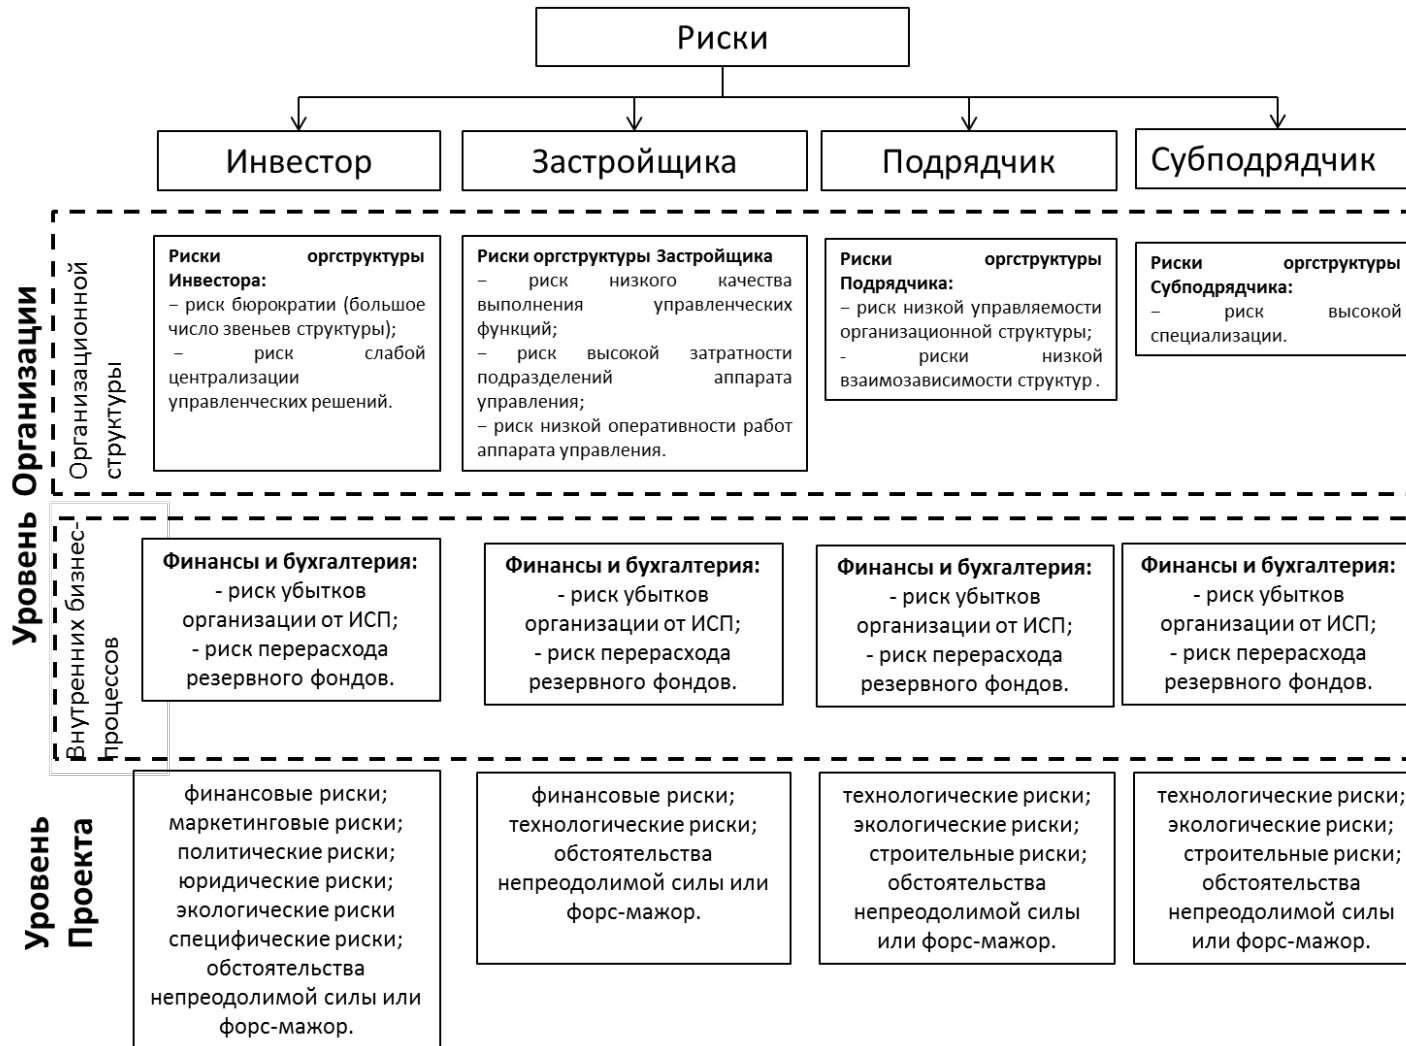 Риски
Инвестор
Застройщика
Подрядчик
Субподрядчик
Уровень Организации
Организационной
структуры
Риски оргструктуры
Инвестора:
– риск бюрократии (большое
число звеньев структуры);
– риск слабой
централизации
управленческих решений.
Риски оргструктуры Застройщика
– риск низкого качества
выполнения управленческих
функций;
– риск высокой затратности
подразделений аппарата
управления;
– риск низкой оперативности работ
аппарата управления.
Риски оргструктуры
Подрядчика:
– риск низкой управляемости
организационной структуры;
- риски низкой
взаимозависимости структур .
Риски оргструктуры
Субподрядчика:
– риск высокой
специализации.
Внутренних бизнес-
процессов
Финансы и бухгалтерия:
- риск убытков
организации от ИСП;
- риск перерасхода
резервного фондов.
Финансы и бухгалтерия:
- риск убытков
организации от ИСП;
- риск перерасхода
резервного фондов.
Финансы и бухгалтерия:
- риск убытков
организации от ИСП;
- риск перерасхода
резервного фондов.
Финансы и бухгалтерия:
- риск убытков
организации от ИСП;
- риск перерасхода
резервного фондов.
Уровень
Проекта
финансовые риски;
маркетинговые риски;
политические риски;
юридические риски;
экологические риски
специфические риски;
обстоятельства
непреодолимой силы или
форс-мажор.
финансовые риски;
технологические риски;
обстоятельства
непреодолимой силы или
форс-мажор.
технологические риски;
экологические риски;
строительные риски;
обстоятельства
непреодолимой силы
или форс-мажор.
технологические риски;
экологические риски;
строительные риски;
обстоятельства
непреодолимой силы
или форс-мажор.